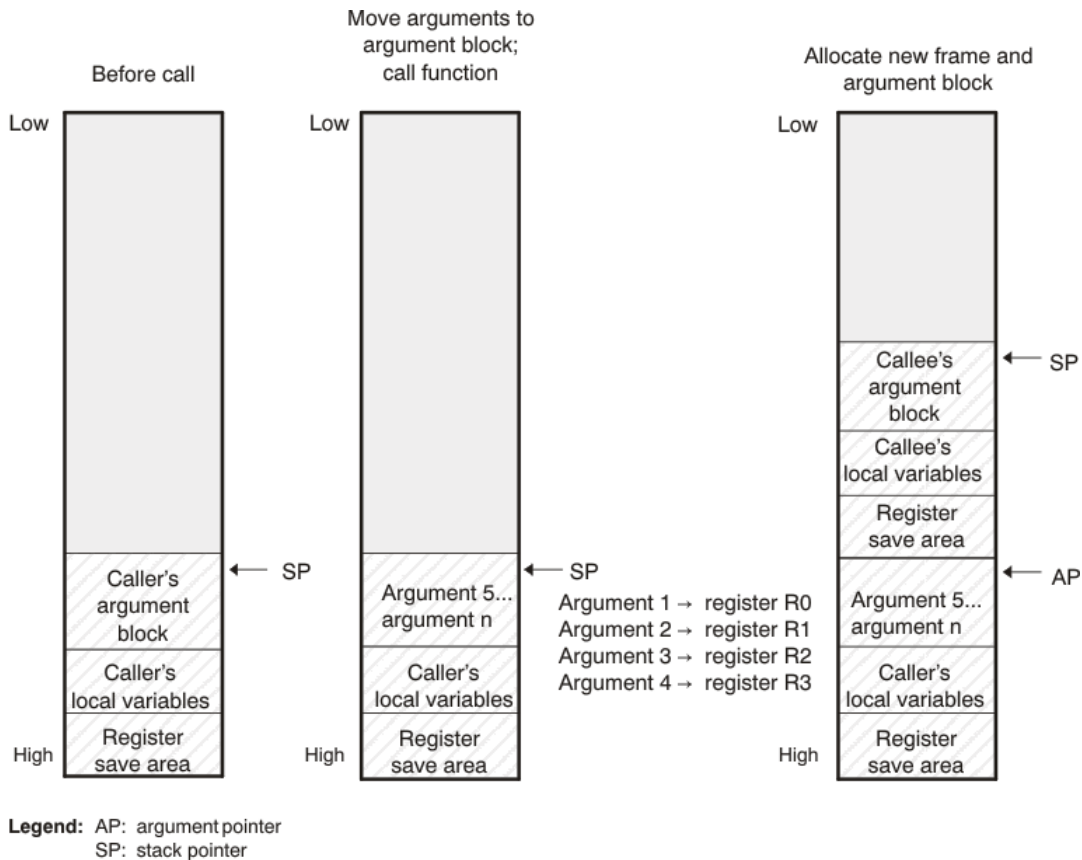 Before call
Low
Caller's
argument
block
Caller's
local variables
Register
save area
High
SP
Move arguments to
argument block;
call function
Low
Argument 5...
argument n
Caller's
local variables
Register
save area
High
SP
Argument 1 → register R0
Argument 2 → register R1
Argument 3 → register R2
Argument 4 → register R3
Allocate new frame and
argument block
Low
Callee's
argument
block
Callee's
local variables
Register
save area
Argument 5...
argument n
Caller's
local variables
Register
save area
High
SP
AP
Legend: AP: argument pointer
SP: stack pointer